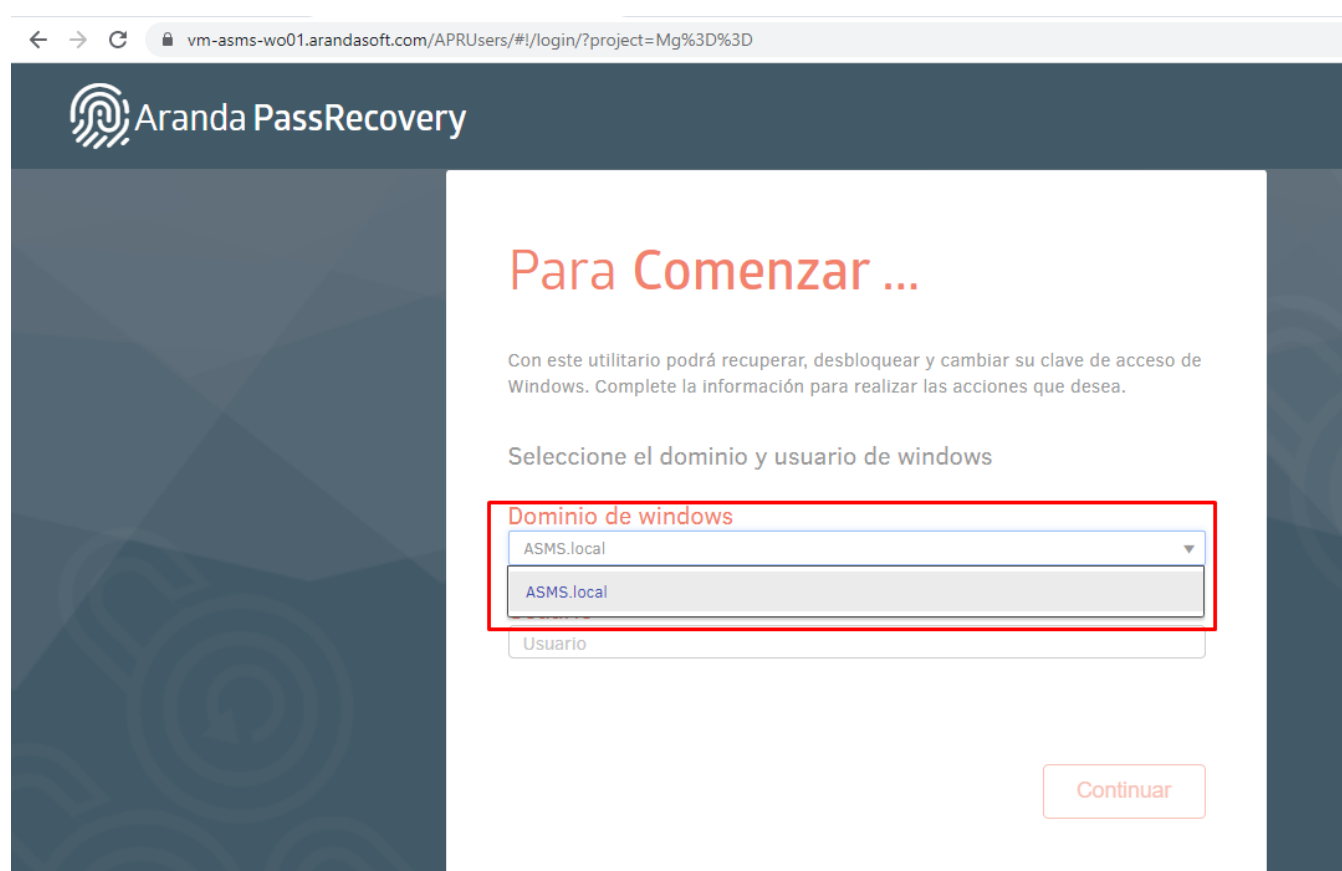 vm-asms-wo01.arandasoft.com/APRUsers/#!/login/?project=Mg%3D%3D
Aranda PassRecovery
Para Comenzar ...
Con este utilitario podrá recuperar, desbloquear y cambiar su clave de acceso de
Windows. Complete la información para realizar las acciones que desea.
Seleccione el dominio y usuario de windows
Dominio de windows
ASMS.local
ASMS.local
Usuario
Continuar